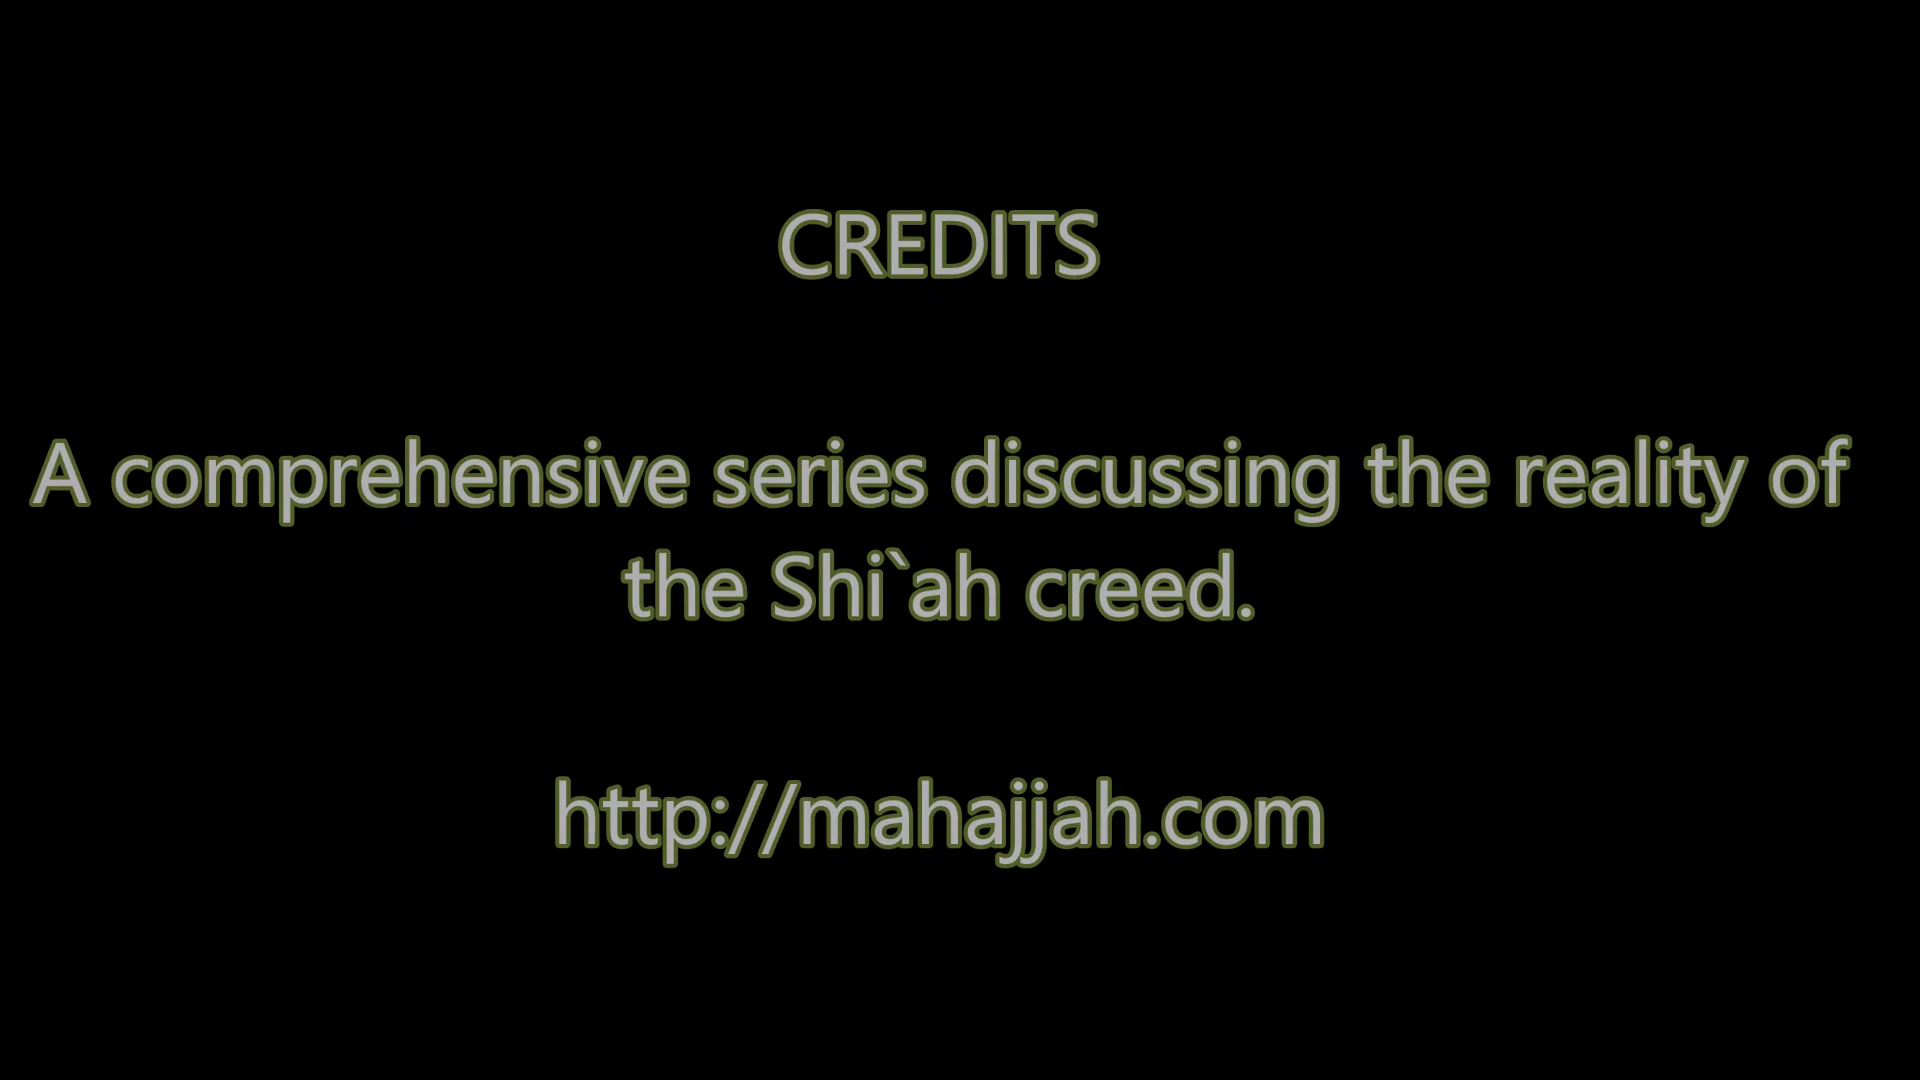 CREDITS
A comprehensive series discussing the reality of
the Shi`ah creed.
http://mahajjah.com